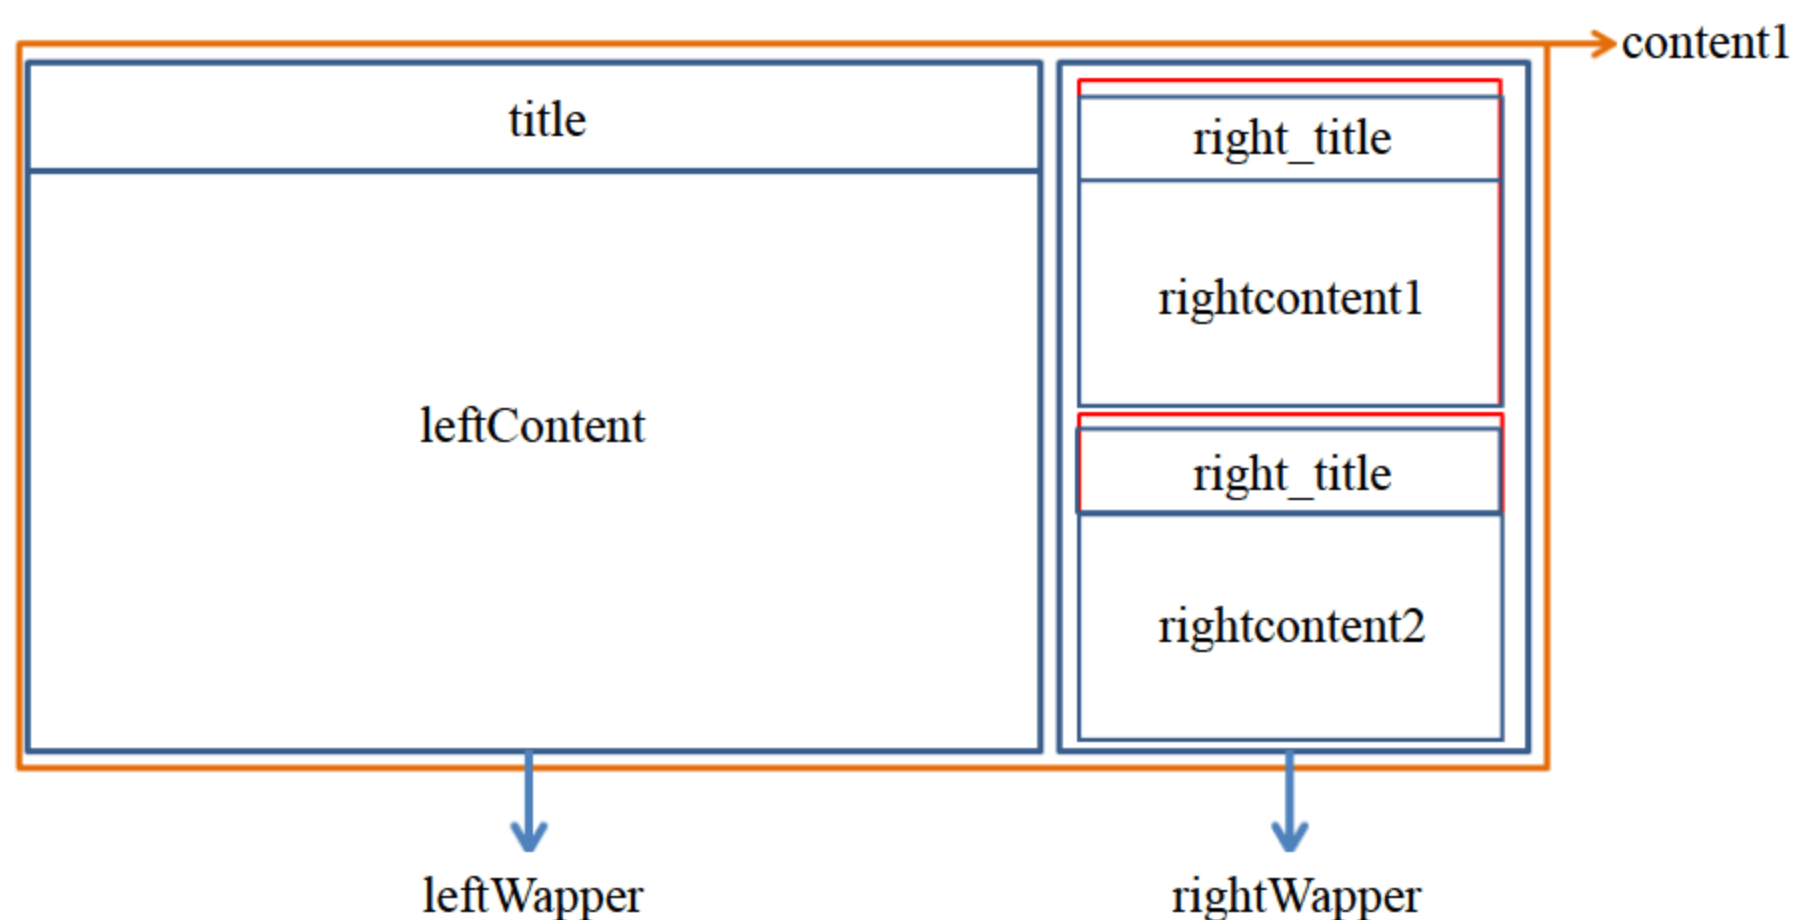 content1
title
right_title
rightcontent1
leftContent
right_title
rightcontent2
leftWapper
rightWapper